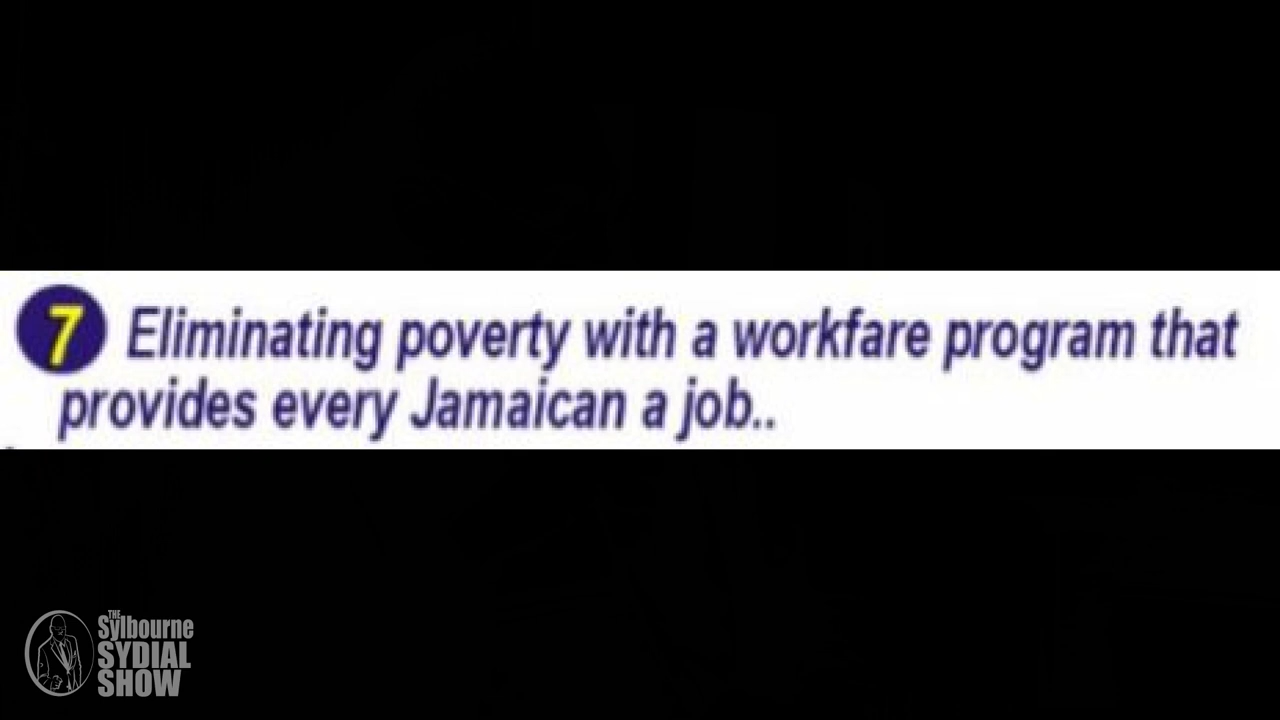 7 Eliminating poverty with a workfare program that
provides every Jamaican a job..
THE
Sylbourne
SYDIAL
SHOW